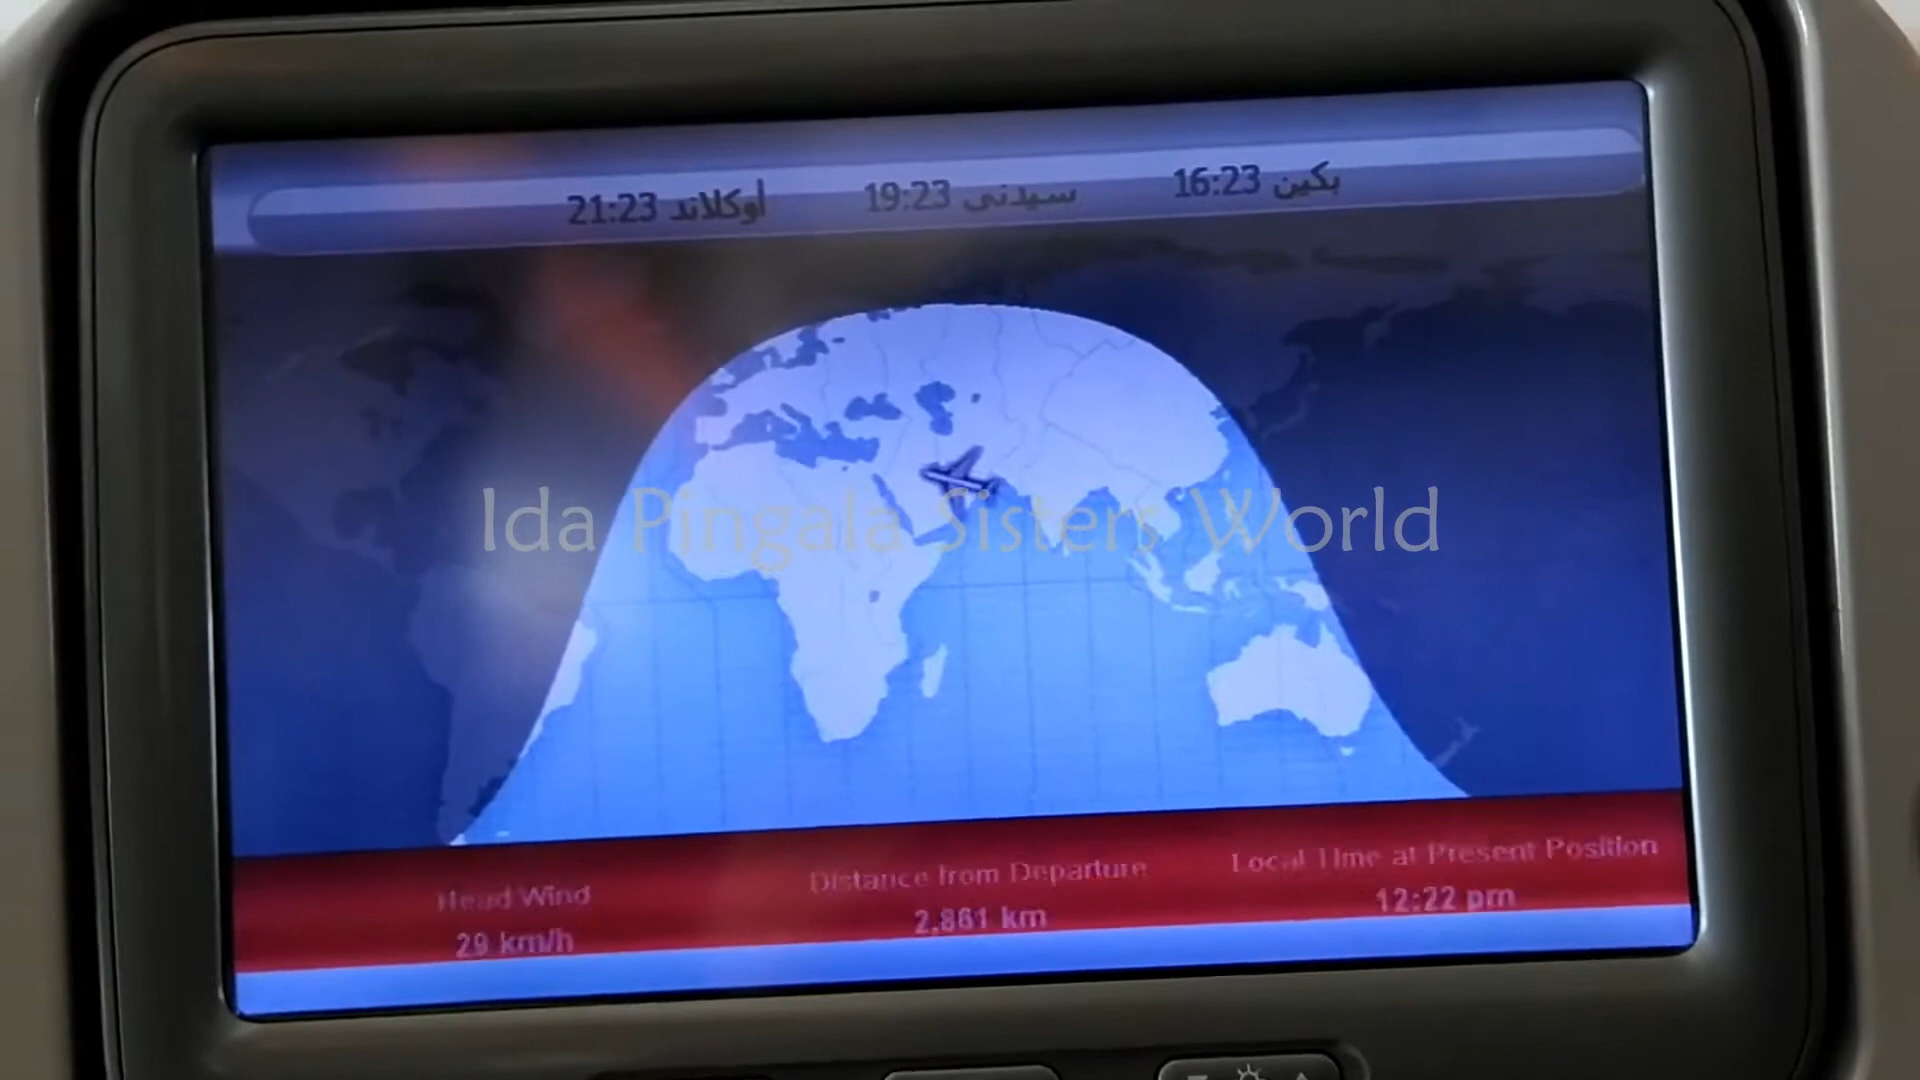 بكين 16:23 سيدني 19:23 أوكلاند 21:23
Ida Pingala Sisters World
Head Wind Distance from Departure Local Time at Present Position
29 km/h 2,861 km 12:22 pm